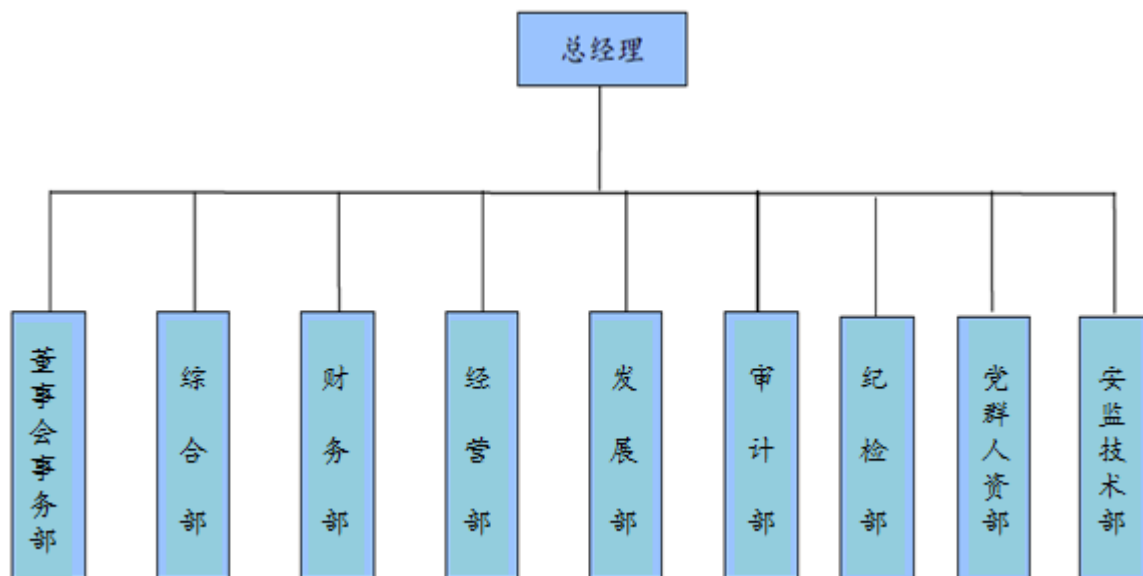 总经理
董事会事务部
综合部
财务部
经营部
发展部
审计部
纪检部
党群人资部
安监技术部